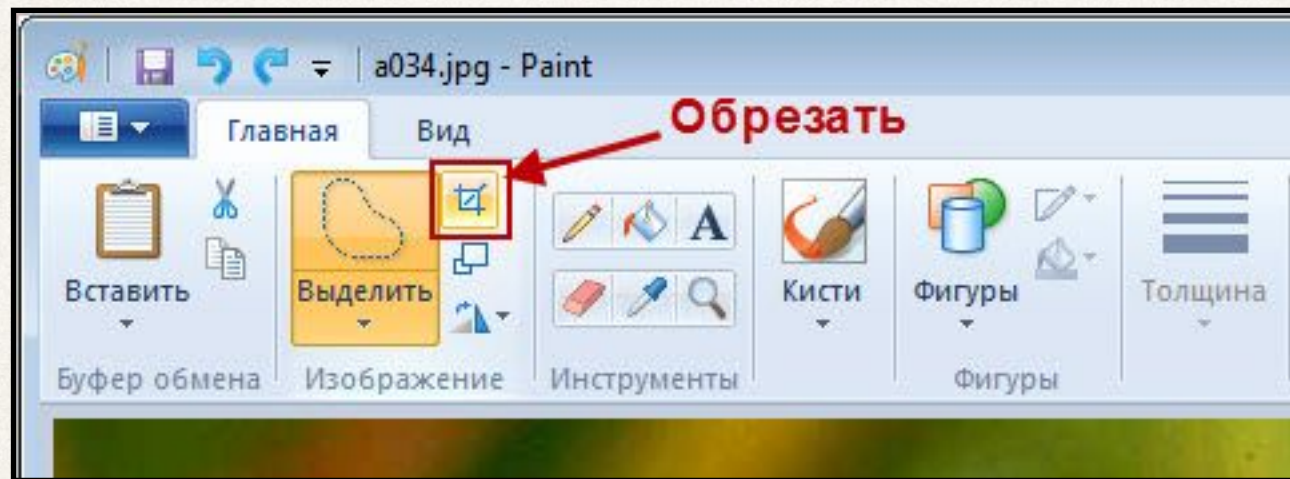 a034.jpg - Paint
Главная Вид
Обрезать
A
Вставить Выделить Кисти Фигуры Толщина
Буфер обмена Изображение Инструменты Фигуры